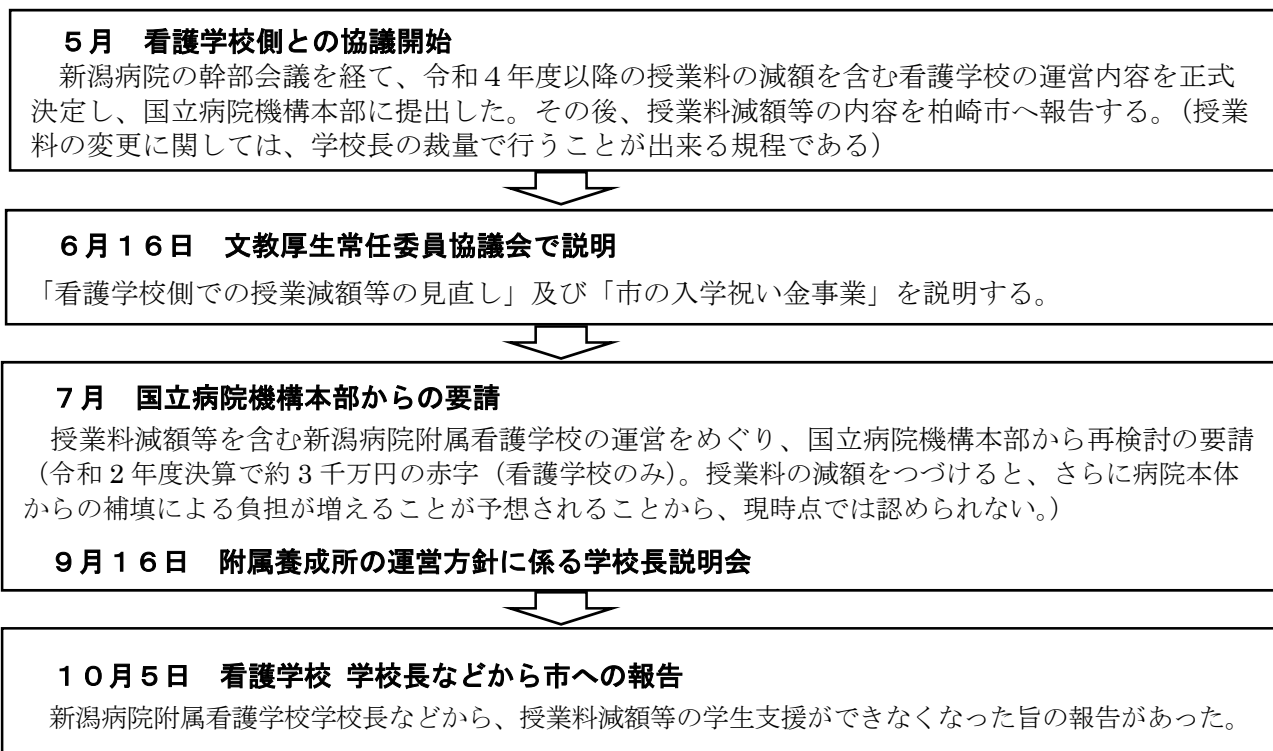 ５月　看護学校側との協議開始
新潟病院の幹部会議を経て、令和４年度以降の授業料の減額を含む看護学校の運営内容を正式
決定し、国立病院機構本部に提出した。その後、授業料減額等の内容を柏崎市へ報告する。（授業
料の変更に関しては、学校長の裁量で行うことが出来る規程である）
６月１６日　文教厚生常任委員協議会で説明
「看護学校側での授業減額等の見直し」及び「市の入学祝い金事業」を説明する。
７月　国立病院機構本部からの要請
授業料減額等を含む新潟病院附属看護学校の運営をめぐり、国立病院機構本部から再検討の要請
（令和 2 年度決算で約 3 千万円の赤字（看護学校のみ）。授業料の減額をつづけると、さらに病院本体
からの補填による負担が増えることが予想されることから、現時点では認められない。）
９月１６日　附属養成所の運営方針に係る学校長説明会
１０月５日　看護学校 学校長などから市への報告
新潟病院附属看護学校学校長などから、授業料減額等の学生支援ができなくなった旨の報告があった。